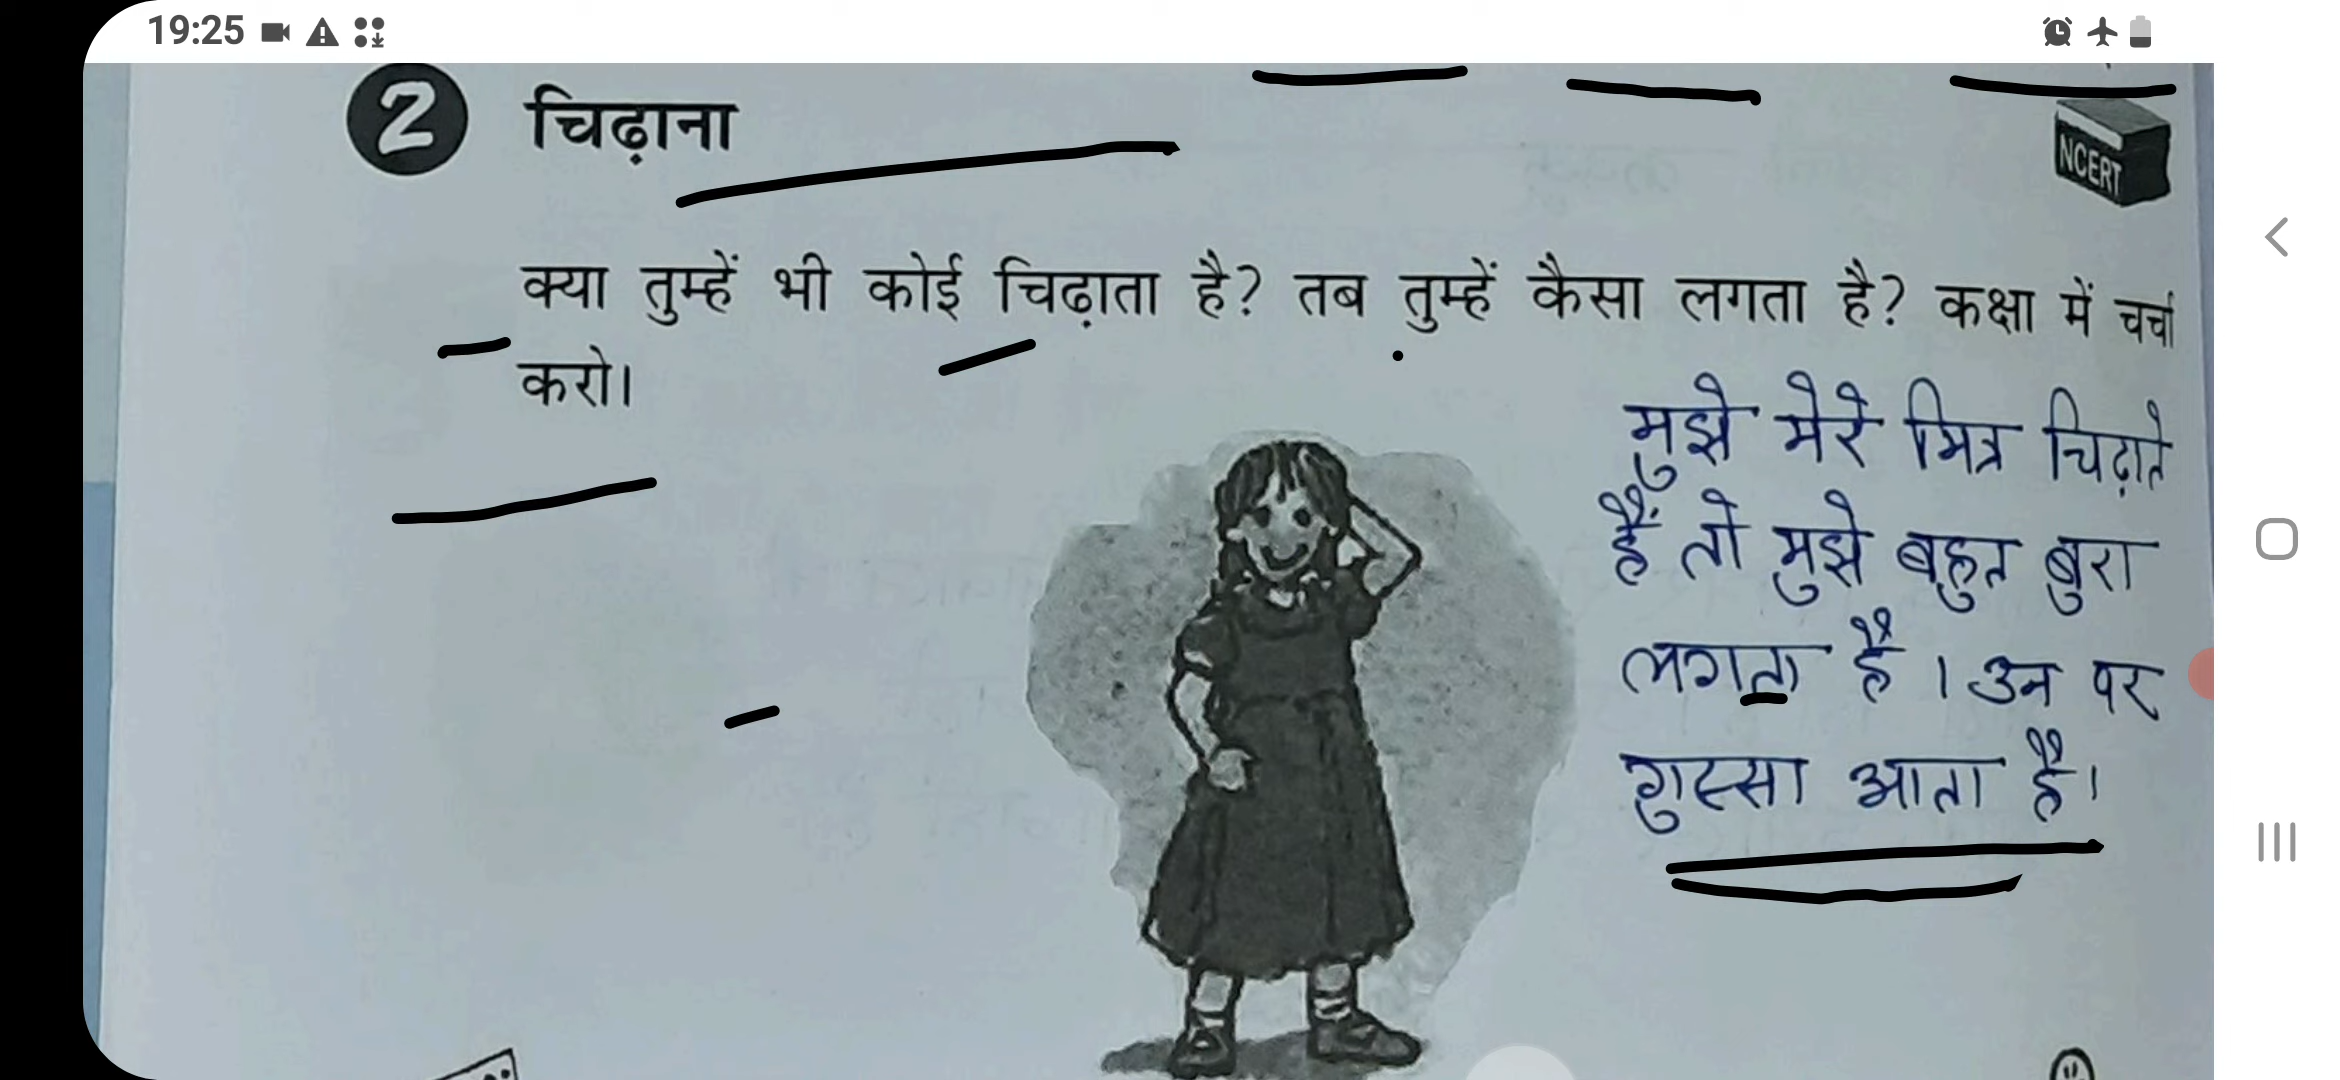 19:25
2 चिढ़ाना
NCERT
क्या तुम्हें भी कोई चिढ़ाता है? तब तुम्हें कैसा लगता है? कक्षा में चर्चा
करो।
मुझे मेरे मित्र चिढ़ाते
हैं तो मुझे बहुत बुरा
लगता है। उन पर
गुस्सा आता है।